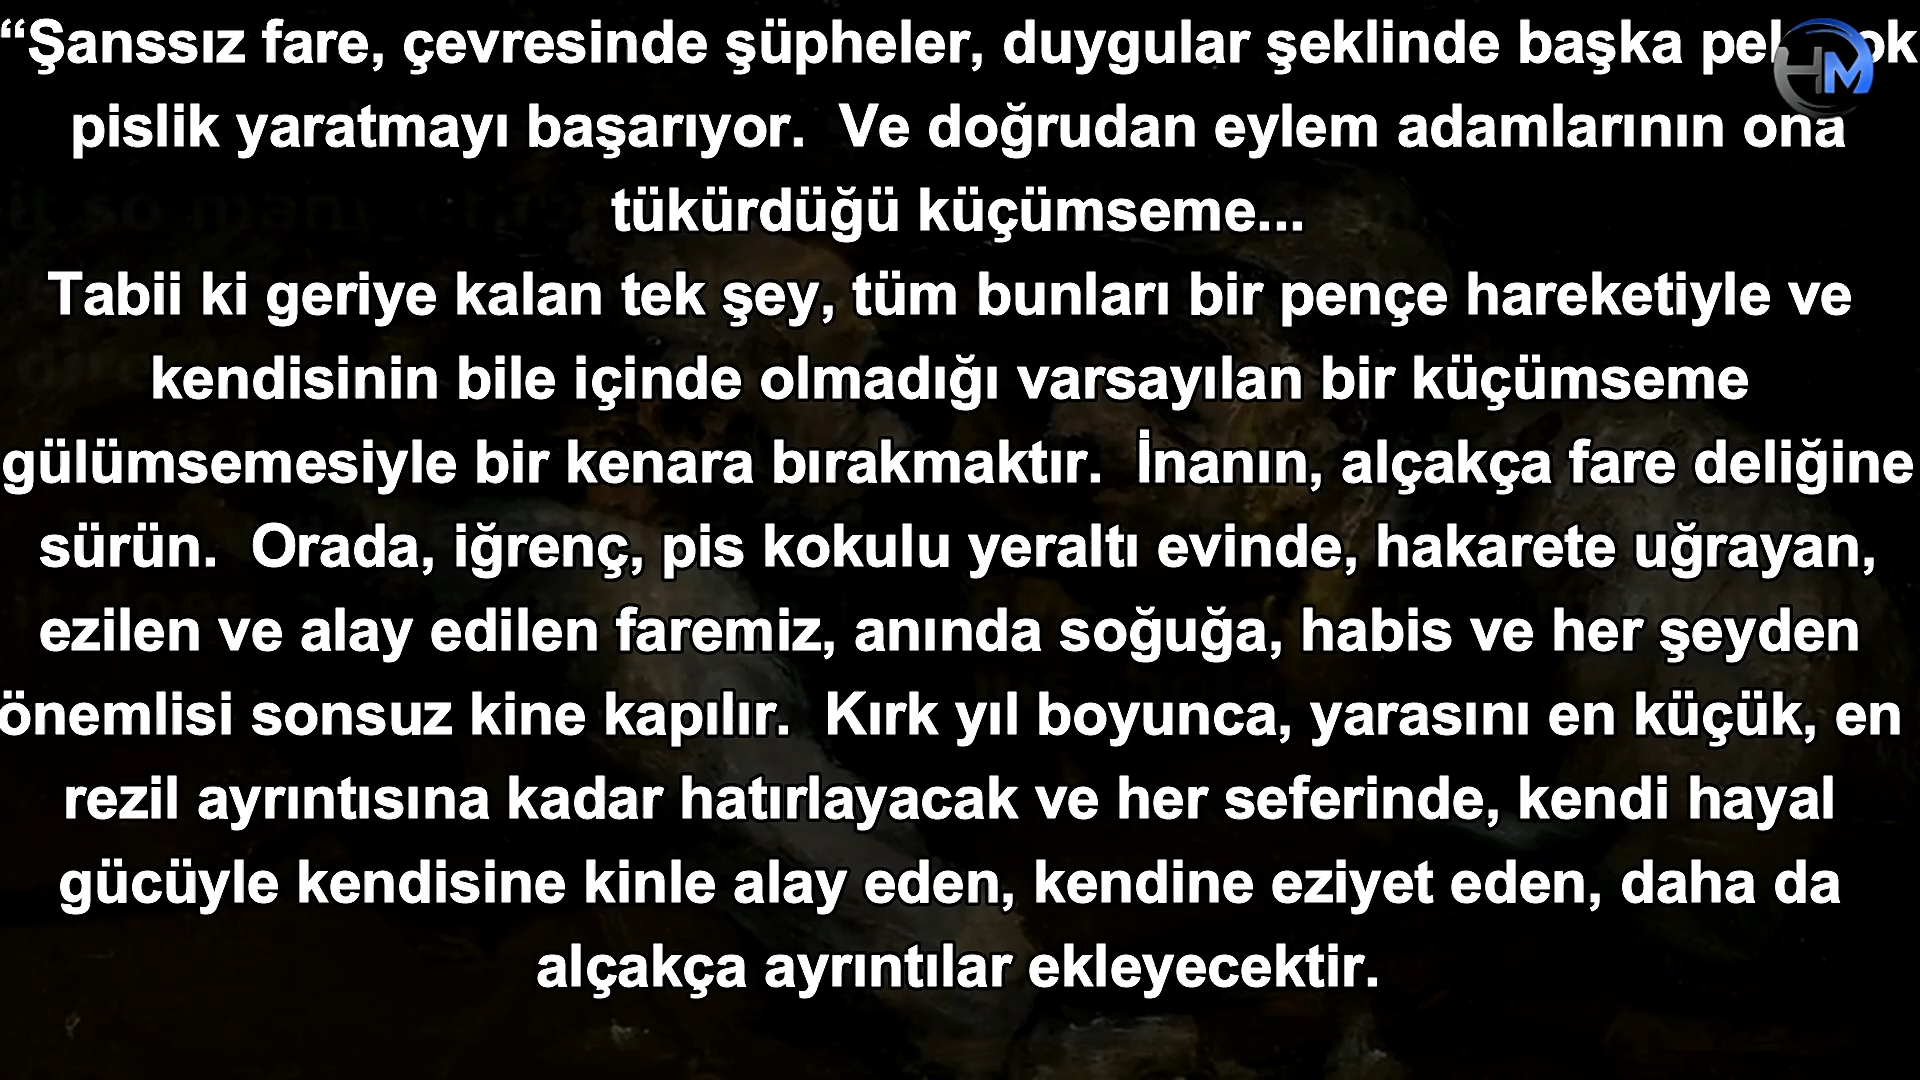 “Şanssız fare, çevresinde şüpheler, duygular şeklinde başka
pislik yaratmayı başarıyor. Ve doğrudan eylem adamlarının ona
tükürdüğü küçümseme...
Tabii ki geriye kalan tek şey, tüm bunları bir pençe hareketiyle ve
kendisinin bile içinde olmadığı varsayılan bir küçümseme
gülümsemesiyle bir kenara bırakmaktır. İnanın, alçakça fare deliğine
sürün. Orada, iğrenç, pis kokulu yeraltı evinde, hakarete uğrayan,
ezilen ve alay edilen faremiz, anında soğuğa, habis ve her şeyden
önemlisi sonsuz kine kapılır. Kırk yıl boyunca, yarasını en küçük, en
rezil ayrıntısına kadar hatırlayacak ve her seferinde, kendi hayal
gücüyle kendisine kinle alay eden, kendine eziyet eden, daha da
alçakça ayrıntılar ekleyecektir.
HM
it so many